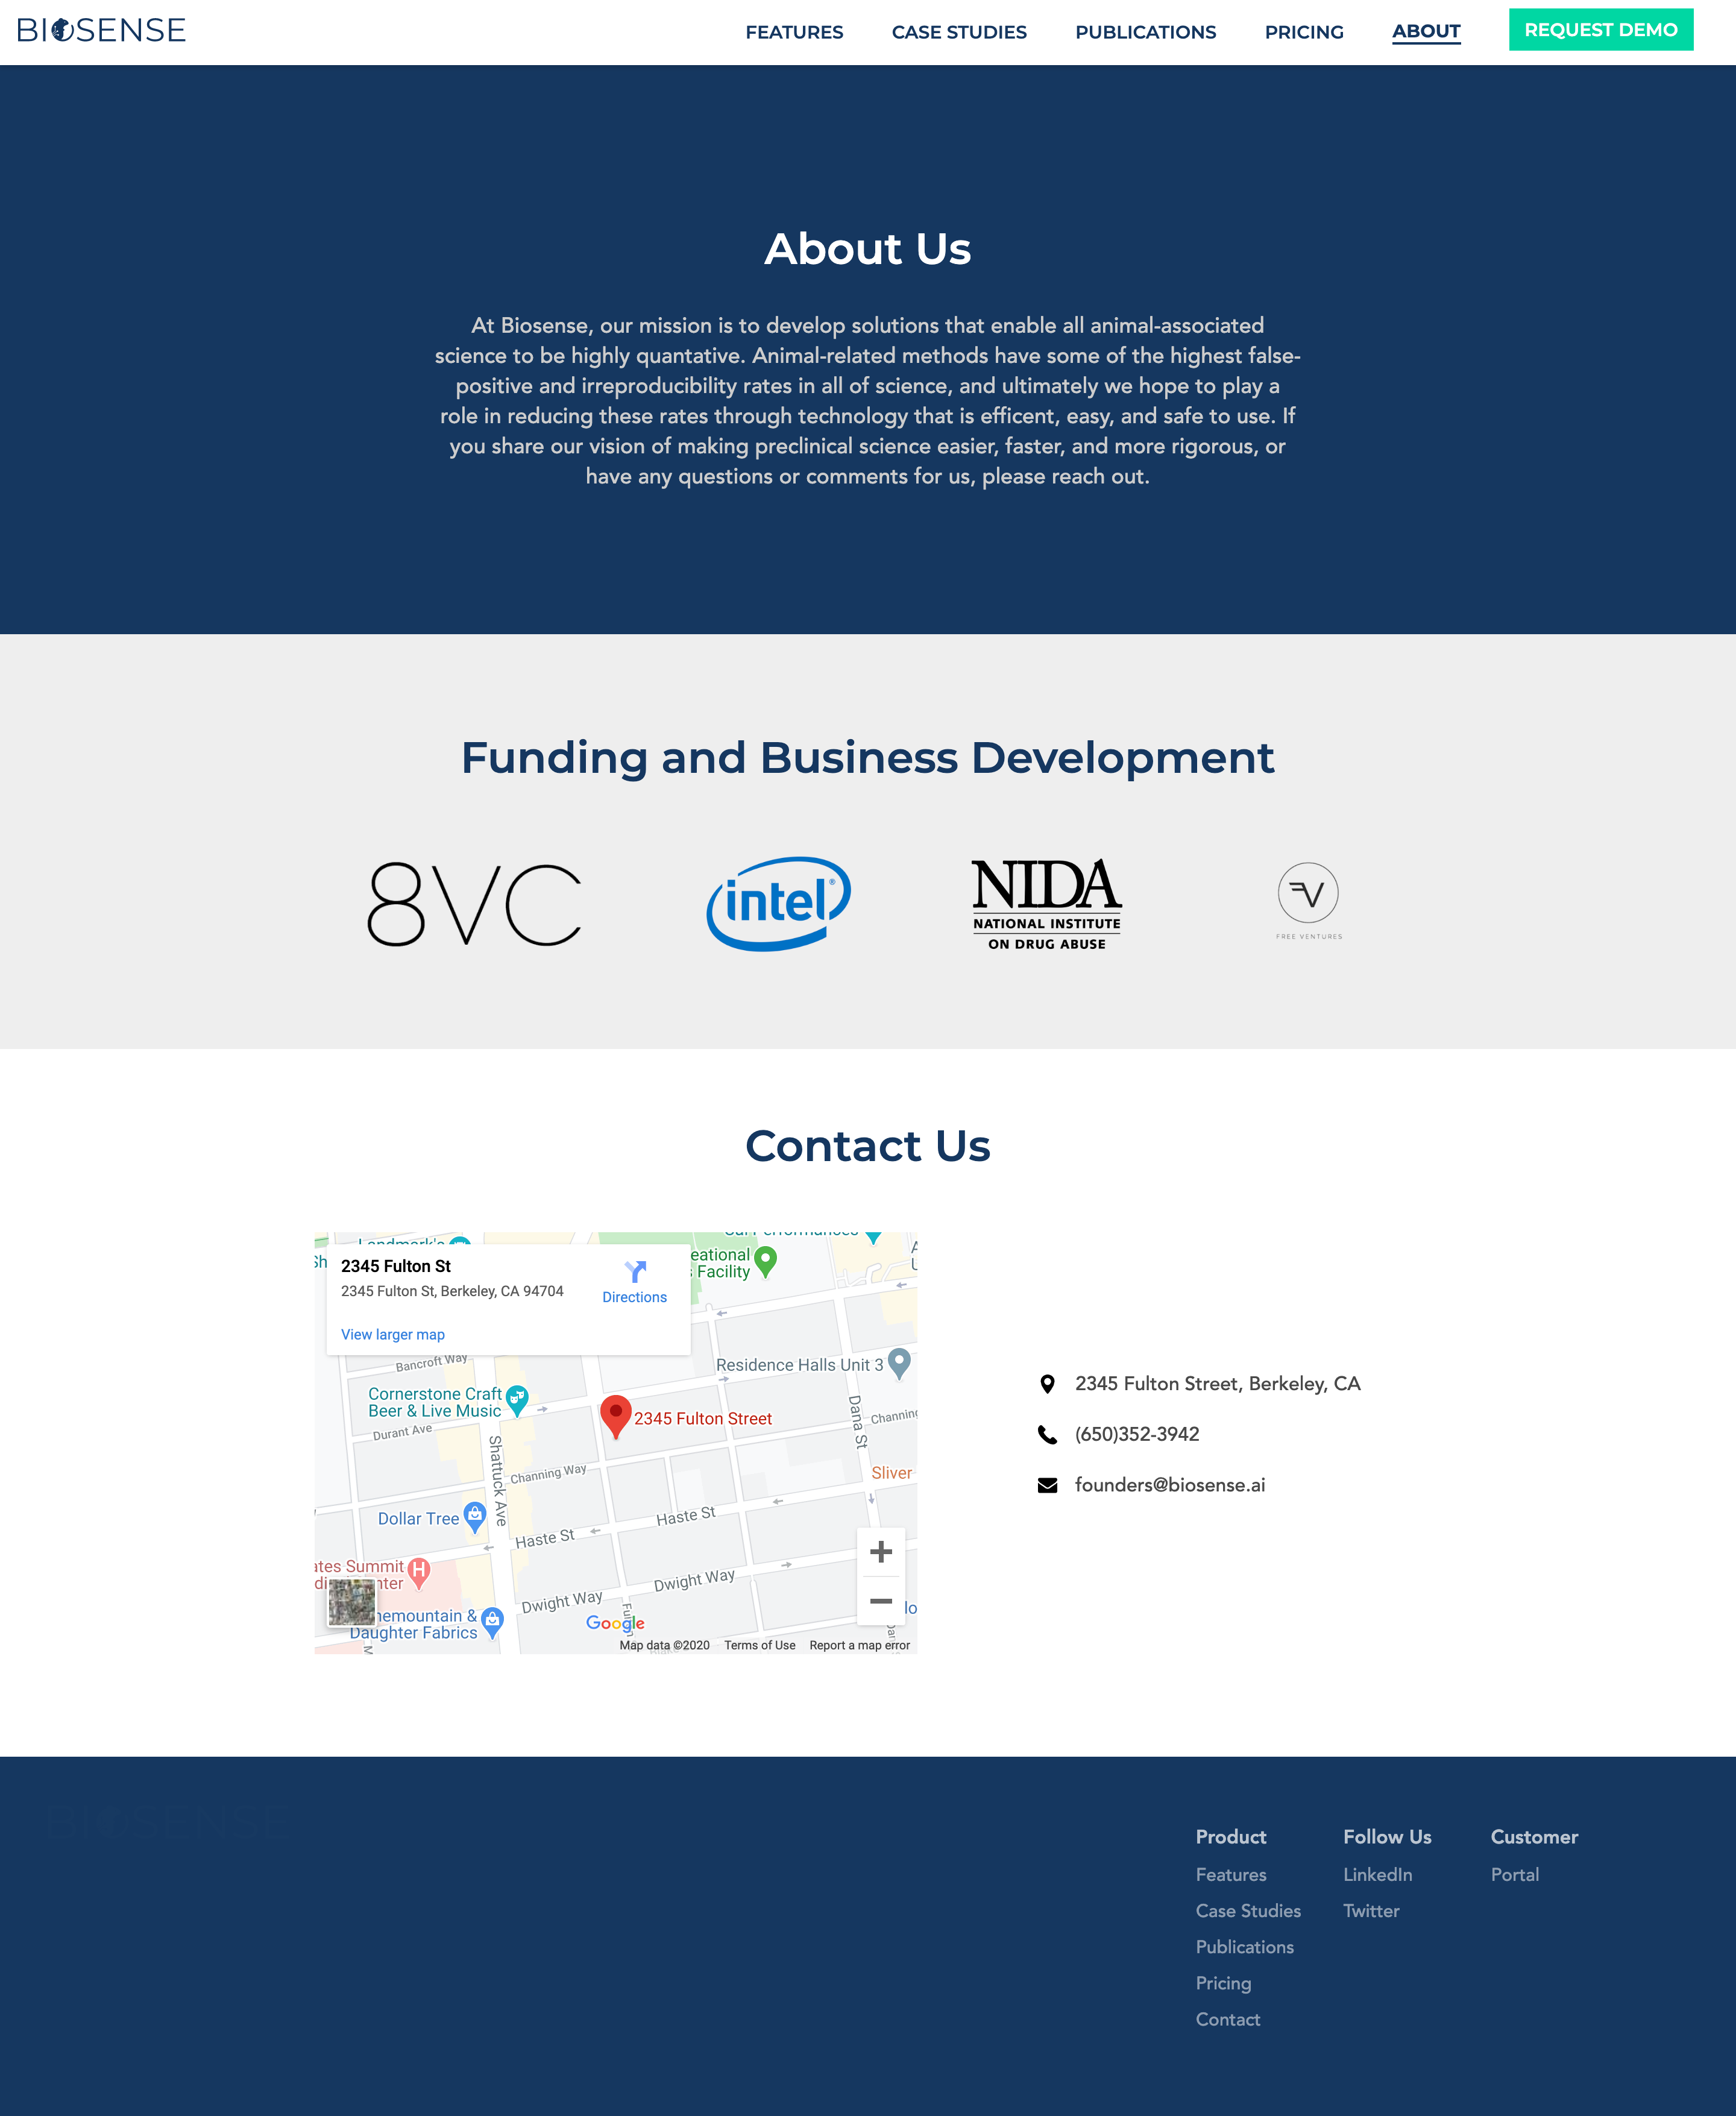 BIOSENSE
FEATURES
CASE STUDIES
PUBLICATIONS
PRICING
ABOUT
REQUEST DEMO
About Us
At Biosense, our mission is to develop solutions that enable all animal-associated
science to be highly quantative. Animal-related methods have some of the highest false-
positive and irreproducibility rates in all of science, and ultimately we hope to play a
role in reducing these rates through technology that is efficent, easy, and safe to use. If
you share our vision of making preclinical science easier, faster, and more rigorous, or
have any questions or comments for us, please reach out.
Funding and Business Development
8VC
intel®
NIDA
NATIONAL INSTITUTE
ON DRUG ABUSE
FV
FREE VENTURES
Contact Us
2345 Fulton St
2345 Fulton St, Berkeley, CA 94704
Directions
View larger map
eational
Facility
Bancroft Way
Residence Halls Unit 3
Cornerstone Craft
Beer & Live Music
2345 Fulton Street
Durant Ave
Dana St
Channing
Shattuck Ave
Channing Way
Sliver
Dollar Tree
Haste St
Haste St
ates Summit
H
Dwight Way
Dwight Way
nemountain &
Daughter Fabrics
Google
Map data ©2020
Terms of Use
Report a map error
2345 Fulton Street, Berkeley, CA
(650)352-3942
founders@biosense.ai
Product
Features
Case Studies
Publications
Pricing
Contact
Follow Us
LinkedIn
Twitter
Customer
Portal